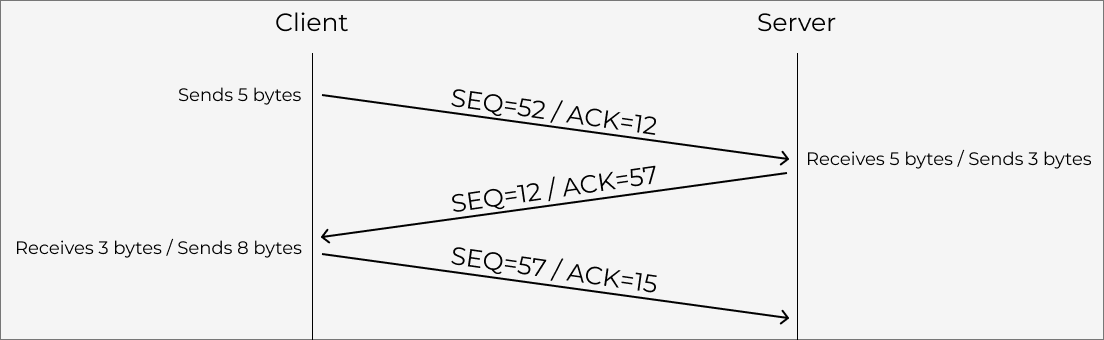 Client
Server
Sends 5 bytes
SEQ=52 / ACK=12
Receives 5 bytes / Sends 3 bytes
SEQ=12 / ACK=57
Receives 3 bytes / Sends 8 bytes
SEQ=57 / ACK=15